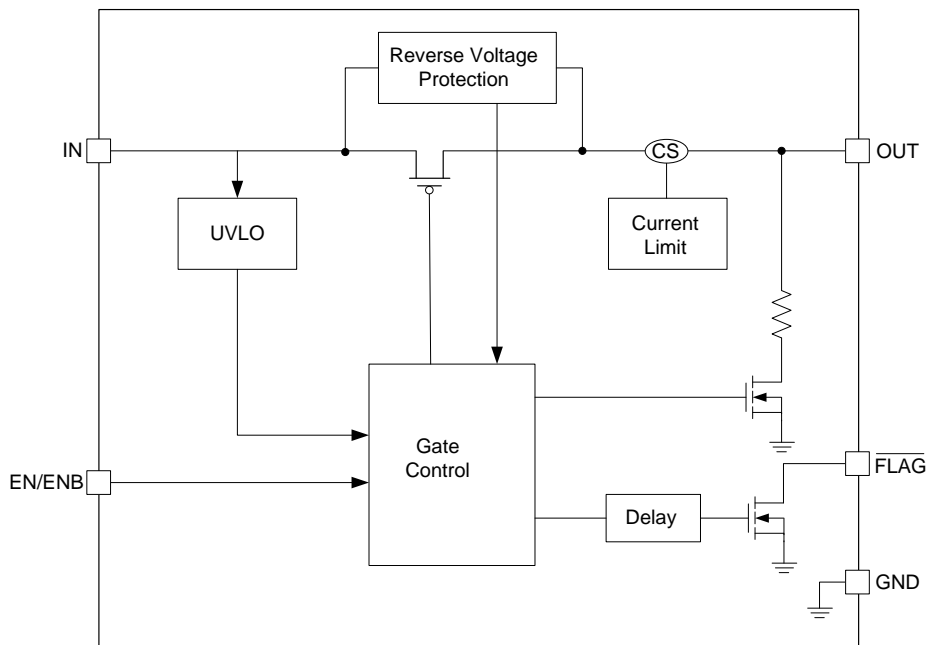 Reverse Voltage
Protection
IN
CS
OUT
UVLO
Current
Limit
Gate
Control
EN/ENB
FLAG
Delay
GND